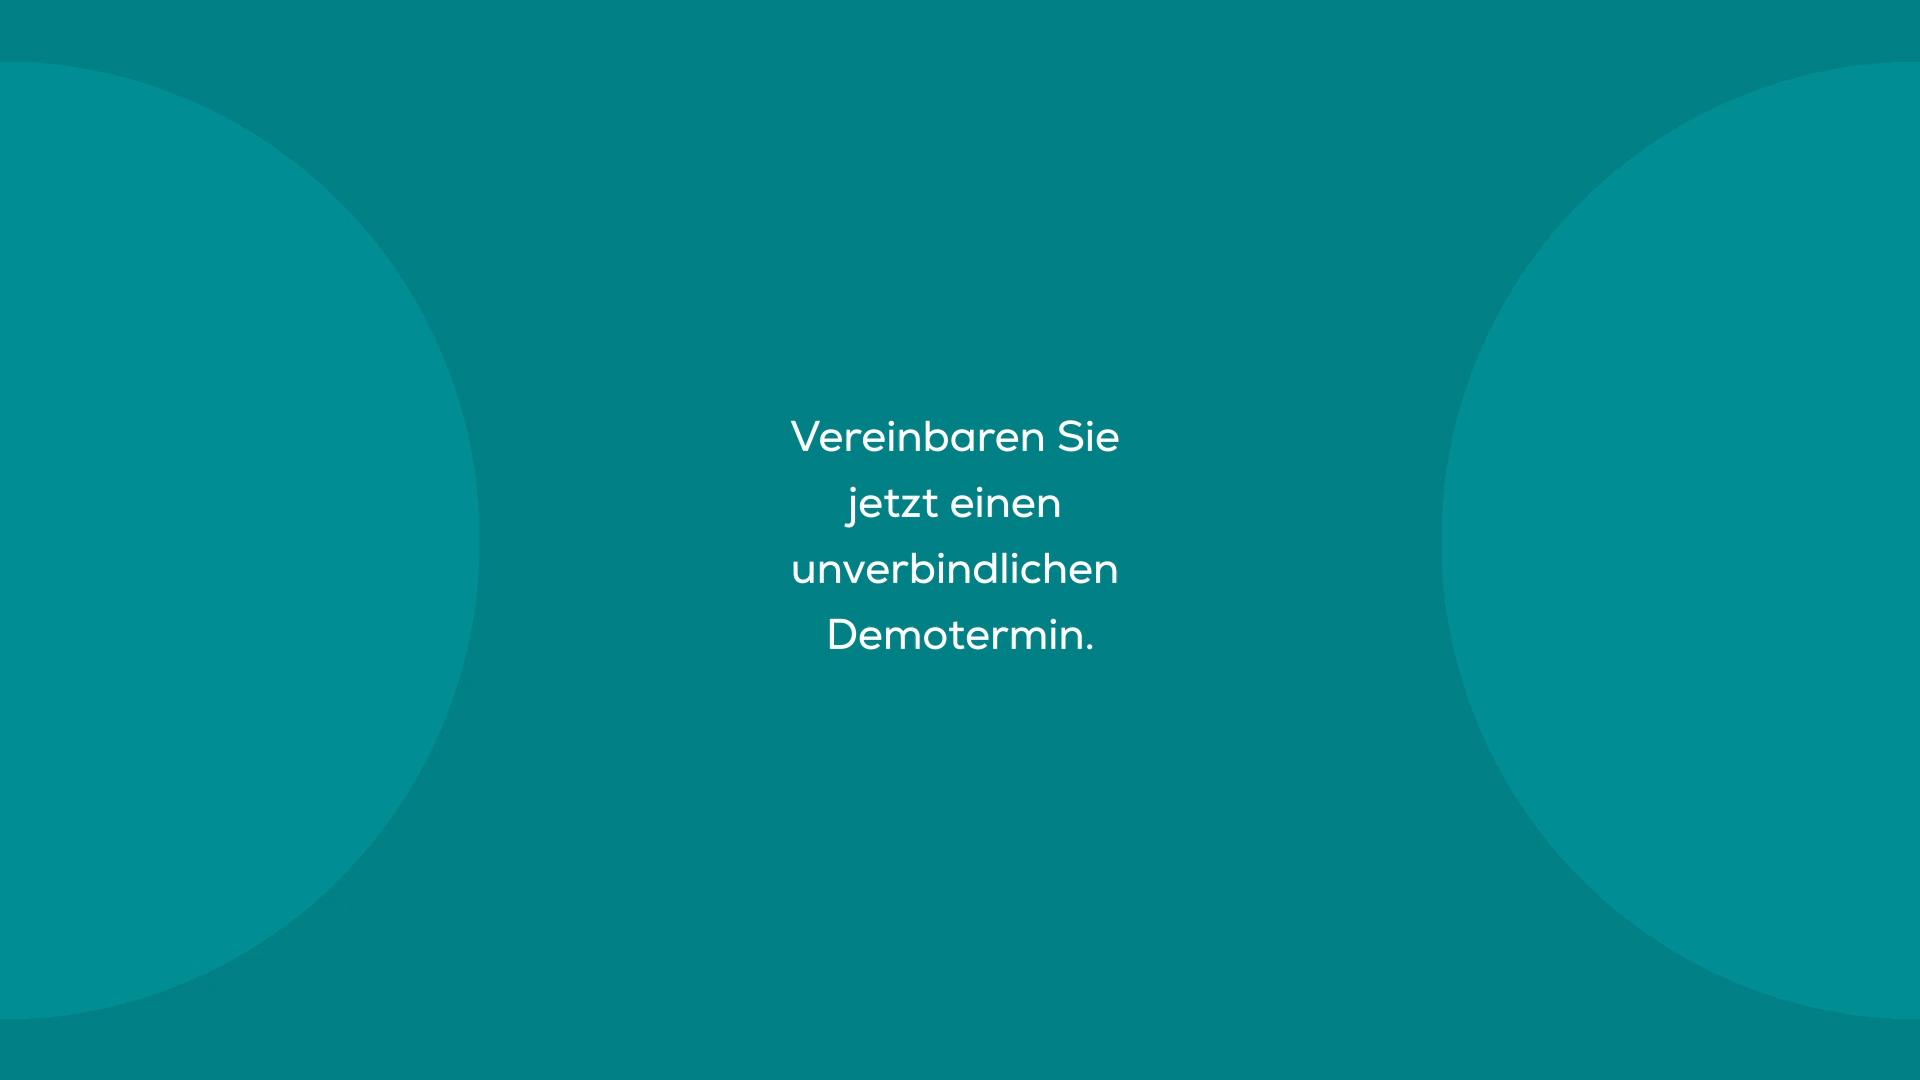 Vereinbaren Sie
jetzt einen
unverbindlichen
Demotermin.